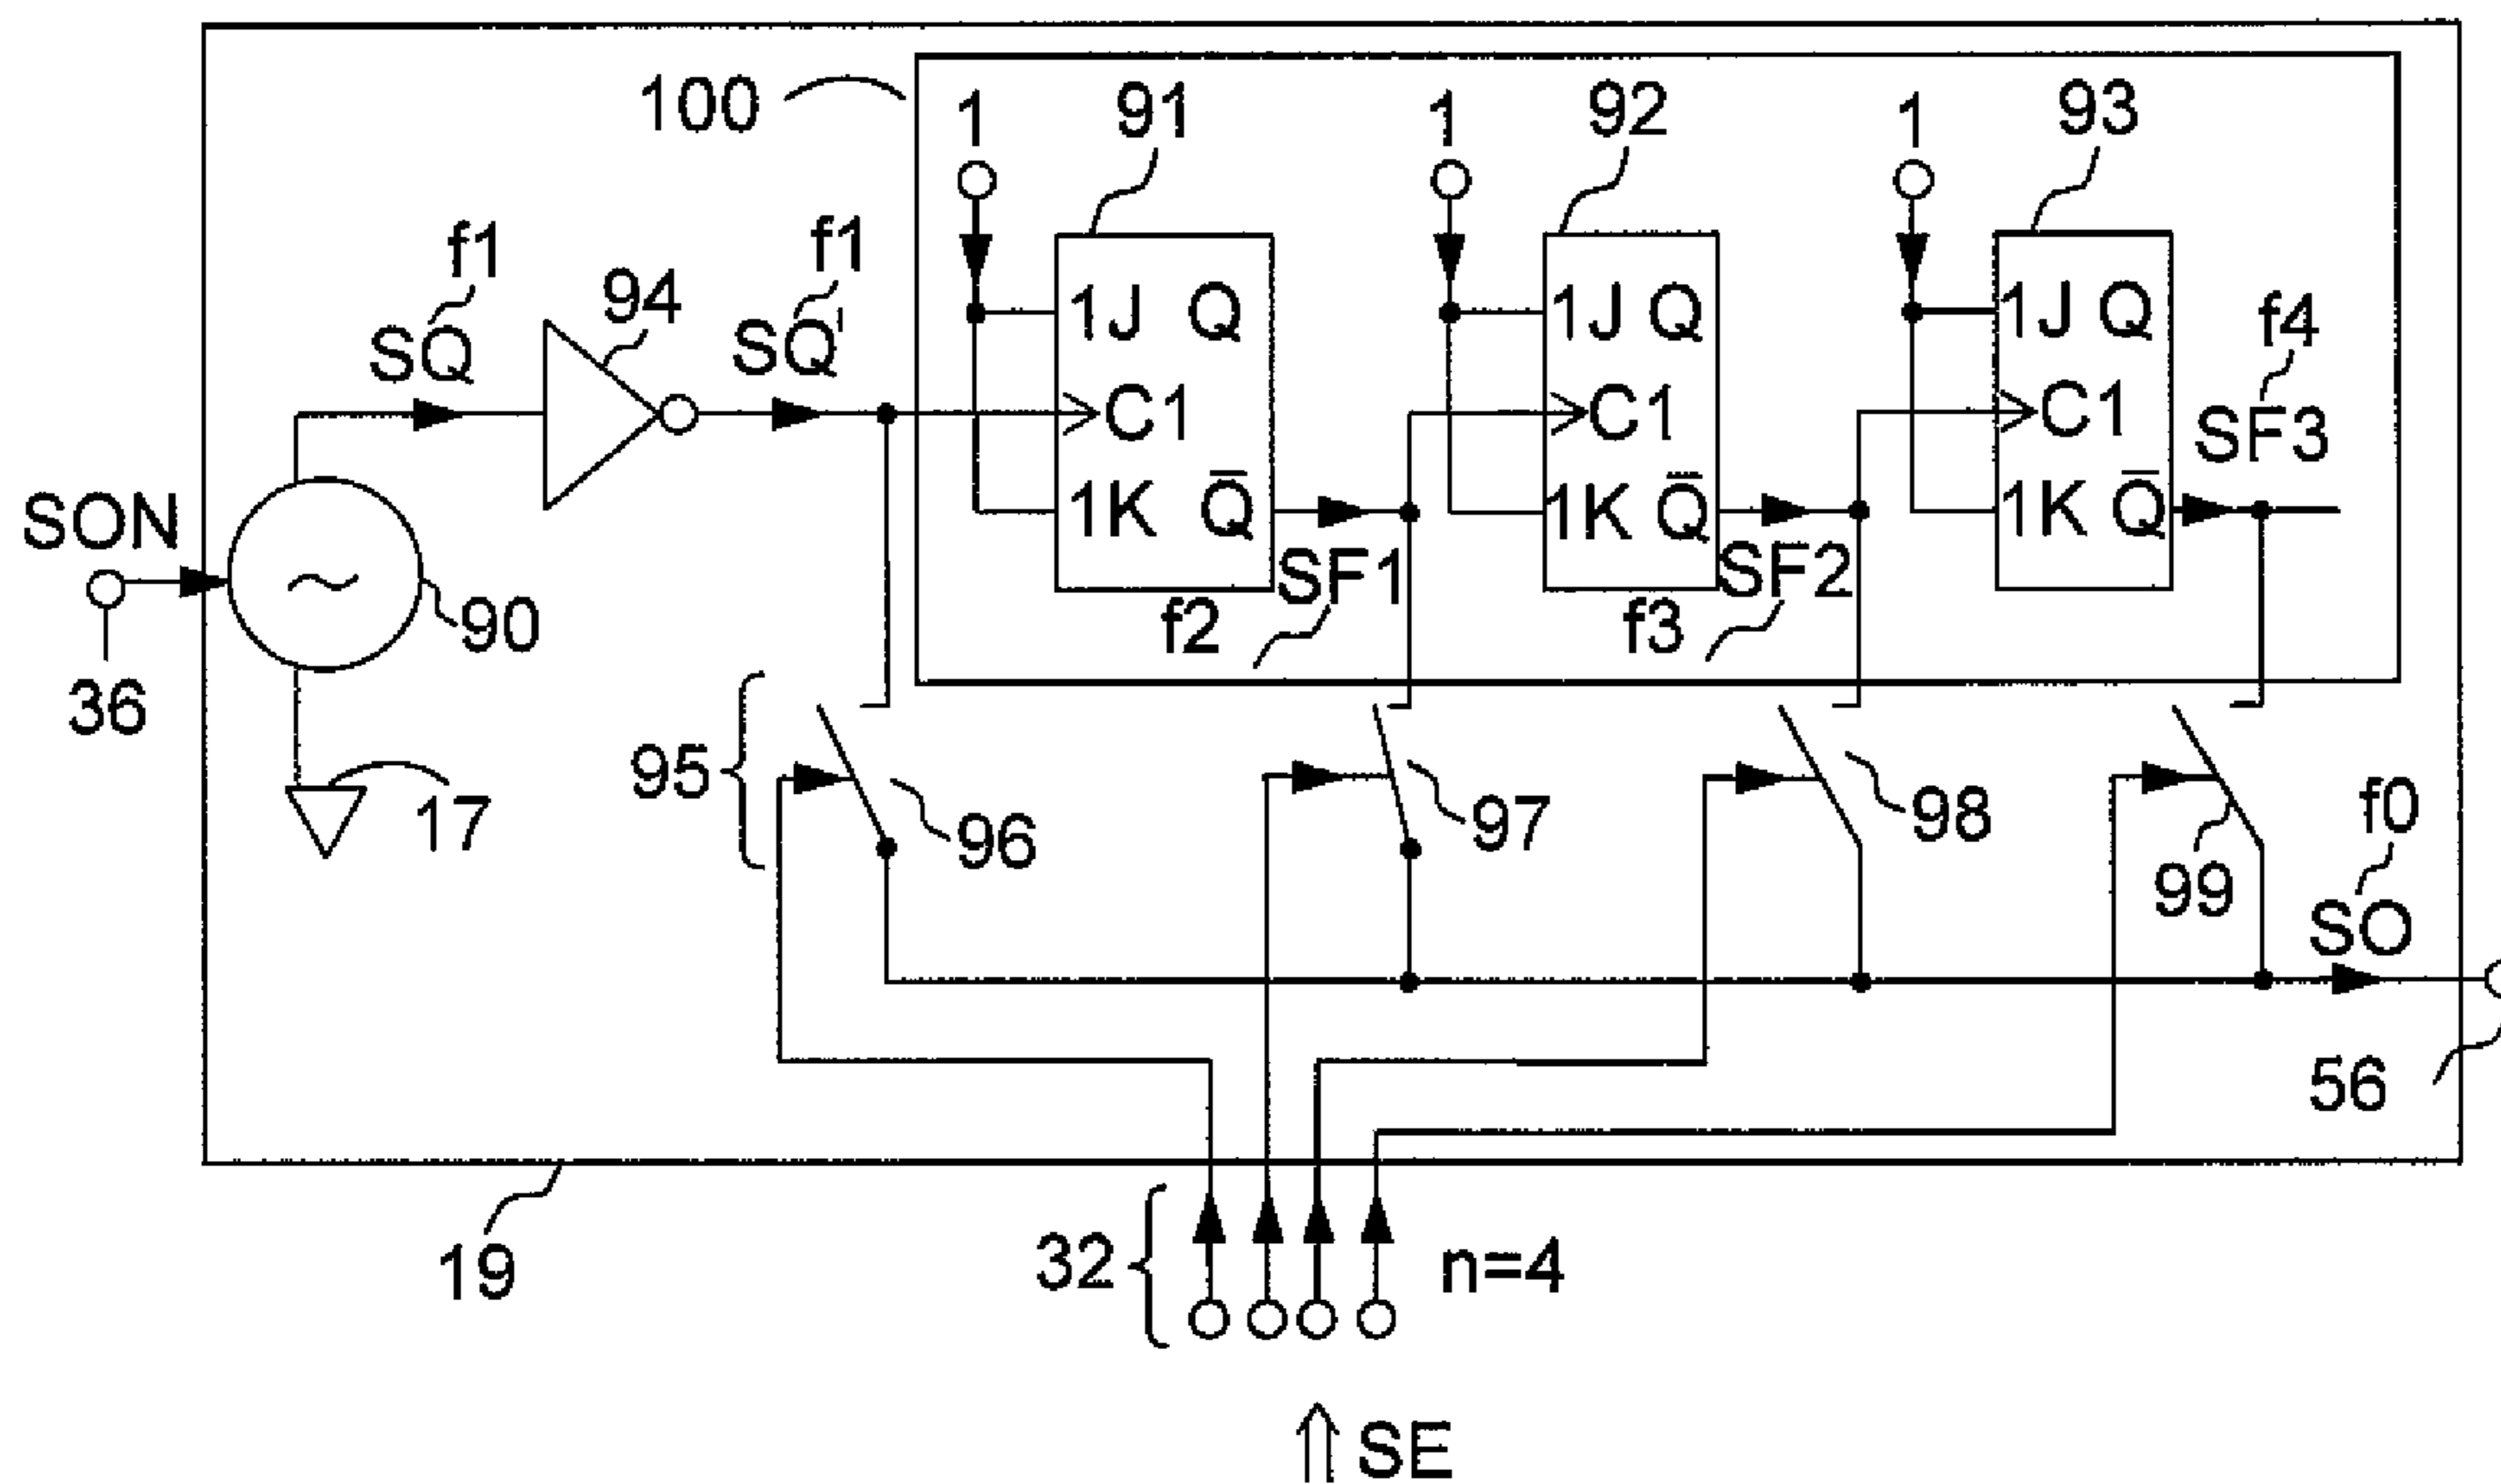 100
1
91
1
92
1
93
f1
SQ
94
f1
SQ'
1J Q
C1
1K Q̅
1J Q
C1
1K Q̅
1J Q
C1
1K Q̅
f4
SF3
SON
36
90
17
SF1
f2
SF2
f3
95
96
97
98
99
f0
SO
56
19
32
n=4
SE